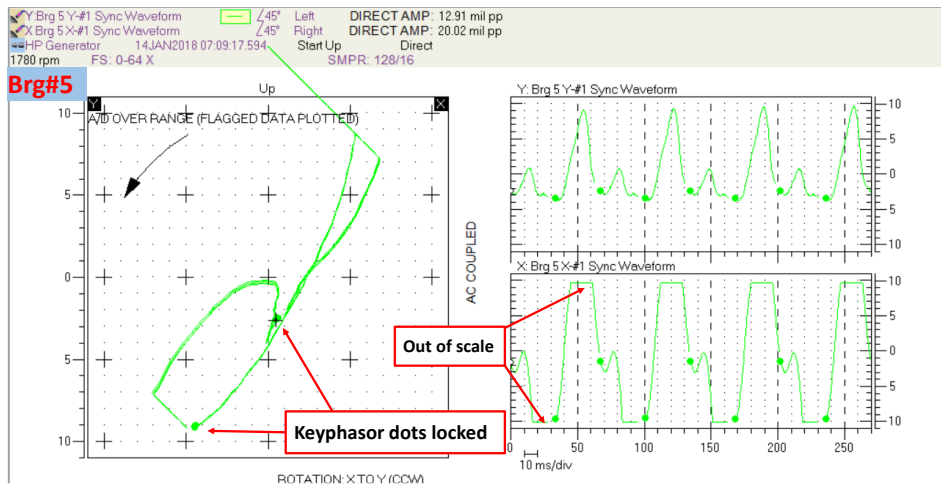 Y: Brg 5 Y-#1 Sync Waveform ∠45° Left DIRECT AMP: 12.91 mil pp
X Brg 5 X-#1 Sync Waveform ∠45° Right DIRECT AMP: 20.02 mil pp
HP Generator 14JAN2018 07:09:17.594 Start Up Direct
1780 rpm FS: 0-64 X SMPR: 128/16
Brg#5
Up
Y X
A/D OVER RANGE (FLAGGED DATA PLOTTED)
10
5
0
5
10
ROTATION: X TO Y (CCW)
AC COUPLED
Y: Brg 5 Y-#1 Sync Waveform
10
5
0
5
10
X: Brg 5 X-#1 Sync Waveform
10
5
0
5
10
0 50 100 150 200 250
10 ms/div
Out of scale
Keyphasor dots locked